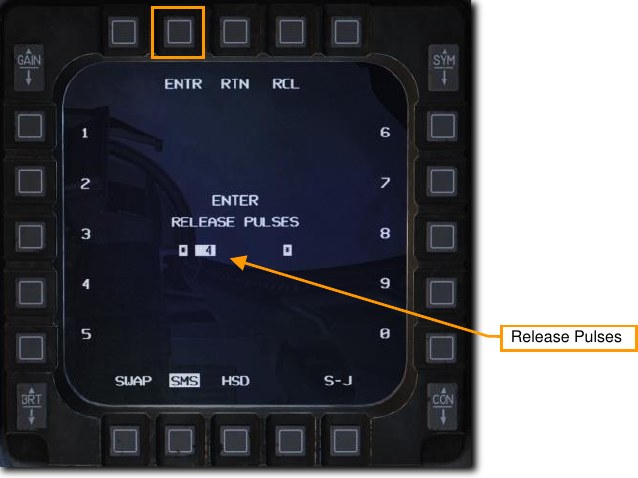 GAIN
SYM
ENTR RTN RCL
1 6
2 7
ENTER
RELEASE PULSES
3 8
* 4 *
4 9
Release Pulses
5 0
SWAP SMS HSD S-J
BRT
CON